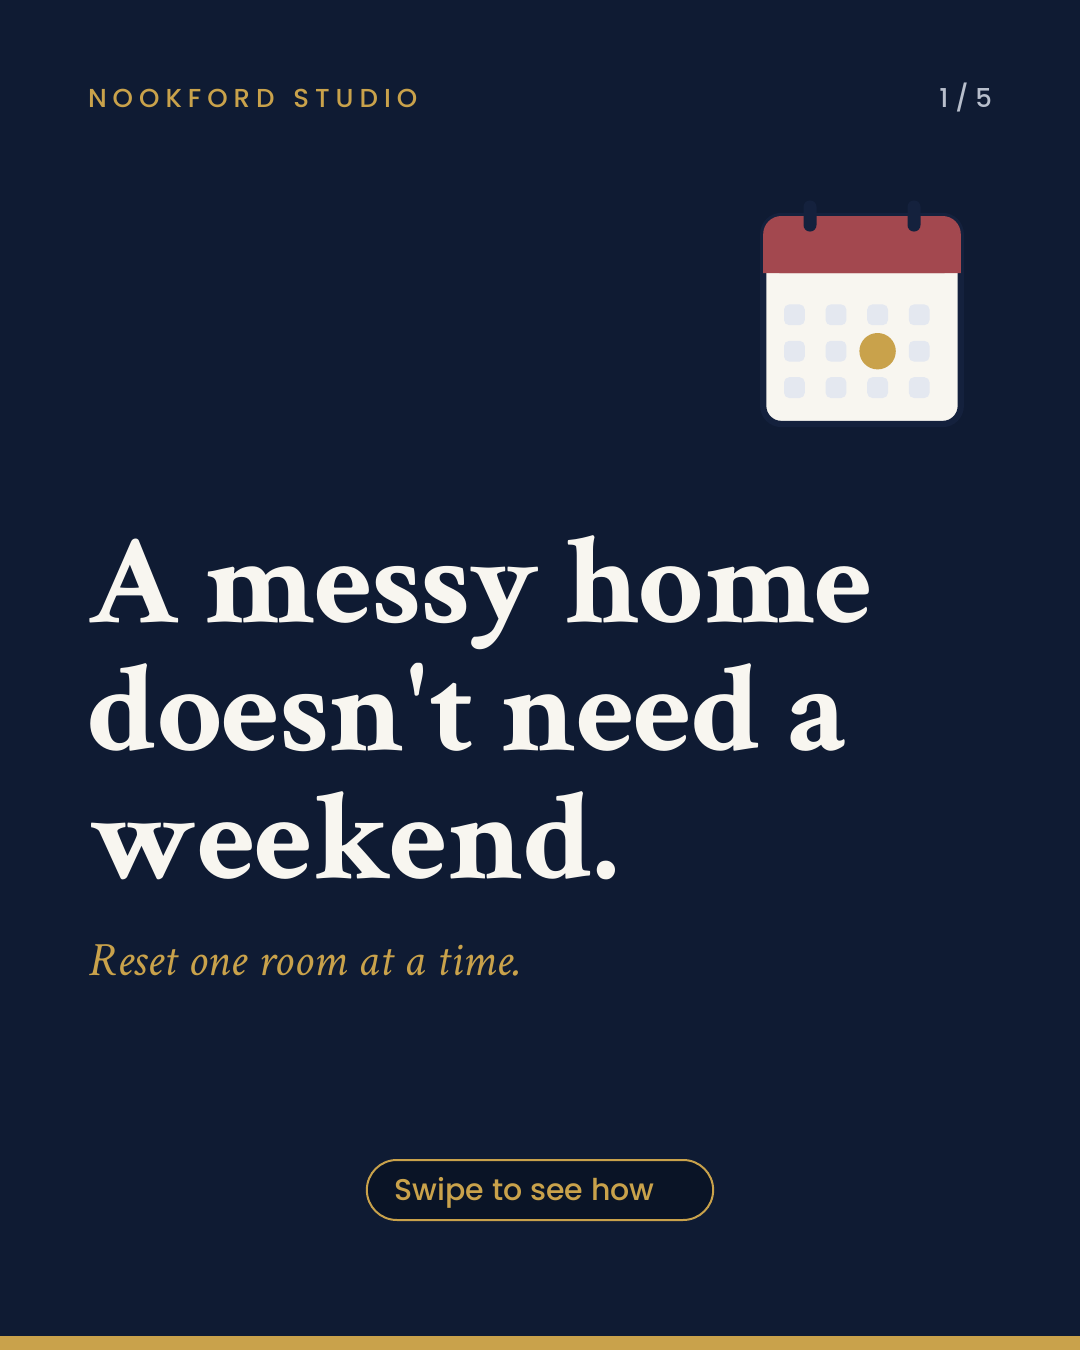 NOOKFORD STUDIO
1 / 5
A messy home
doesn't need a
weekend.
Reset one room at a time.
Swipe to see how